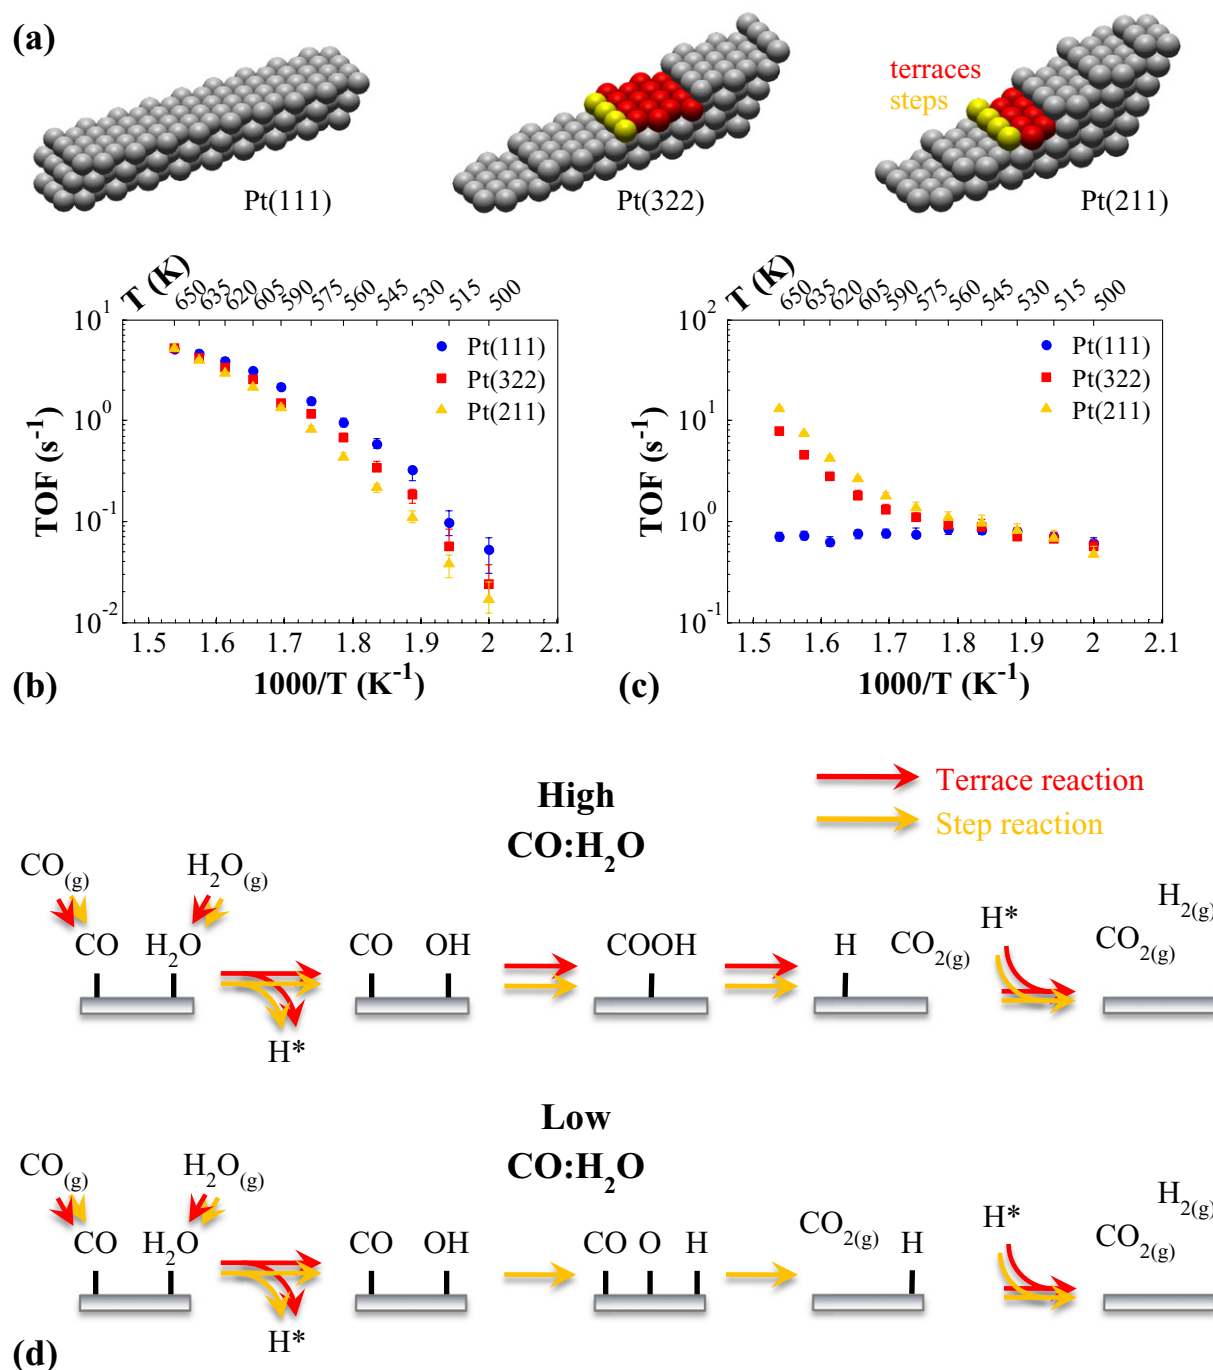 (a)
terraces
steps
Pt(111)
Pt(322)
Pt(211)
T (K)
650 635 620 605 590 575 560 545 530 515 500
10^1
10^0
10^-1
10^-2
TOF (s^-1)
Pt(111)
Pt(322)
Pt(211)
1.5 1.6 1.7 1.8 1.9 2 2.1
1000/T (K^-1)
(b)
T (K)
650 635 620 605 590 575 560 545 530 515 500
10^2
10^1
10^0
10^-1
TOF (s^-1)
Pt(111)
Pt(322)
Pt(211)
1.5 1.6 1.7 1.8 1.9 2 2.1
1000/T (K^-1)
(c)
High
CO:H₂O
Terrace reaction
Step reaction
CO(g) H₂O(g)
CO H₂O
H*
CO OH
COOH
H CO₂(g)
H*
H₂(g)
CO₂(g)
Low
CO:H₂O
CO(g) H₂O(g)
CO H₂O
H*
CO OH
CO O H
CO₂(g) H
H*
H₂(g)
CO₂(g)
(d)